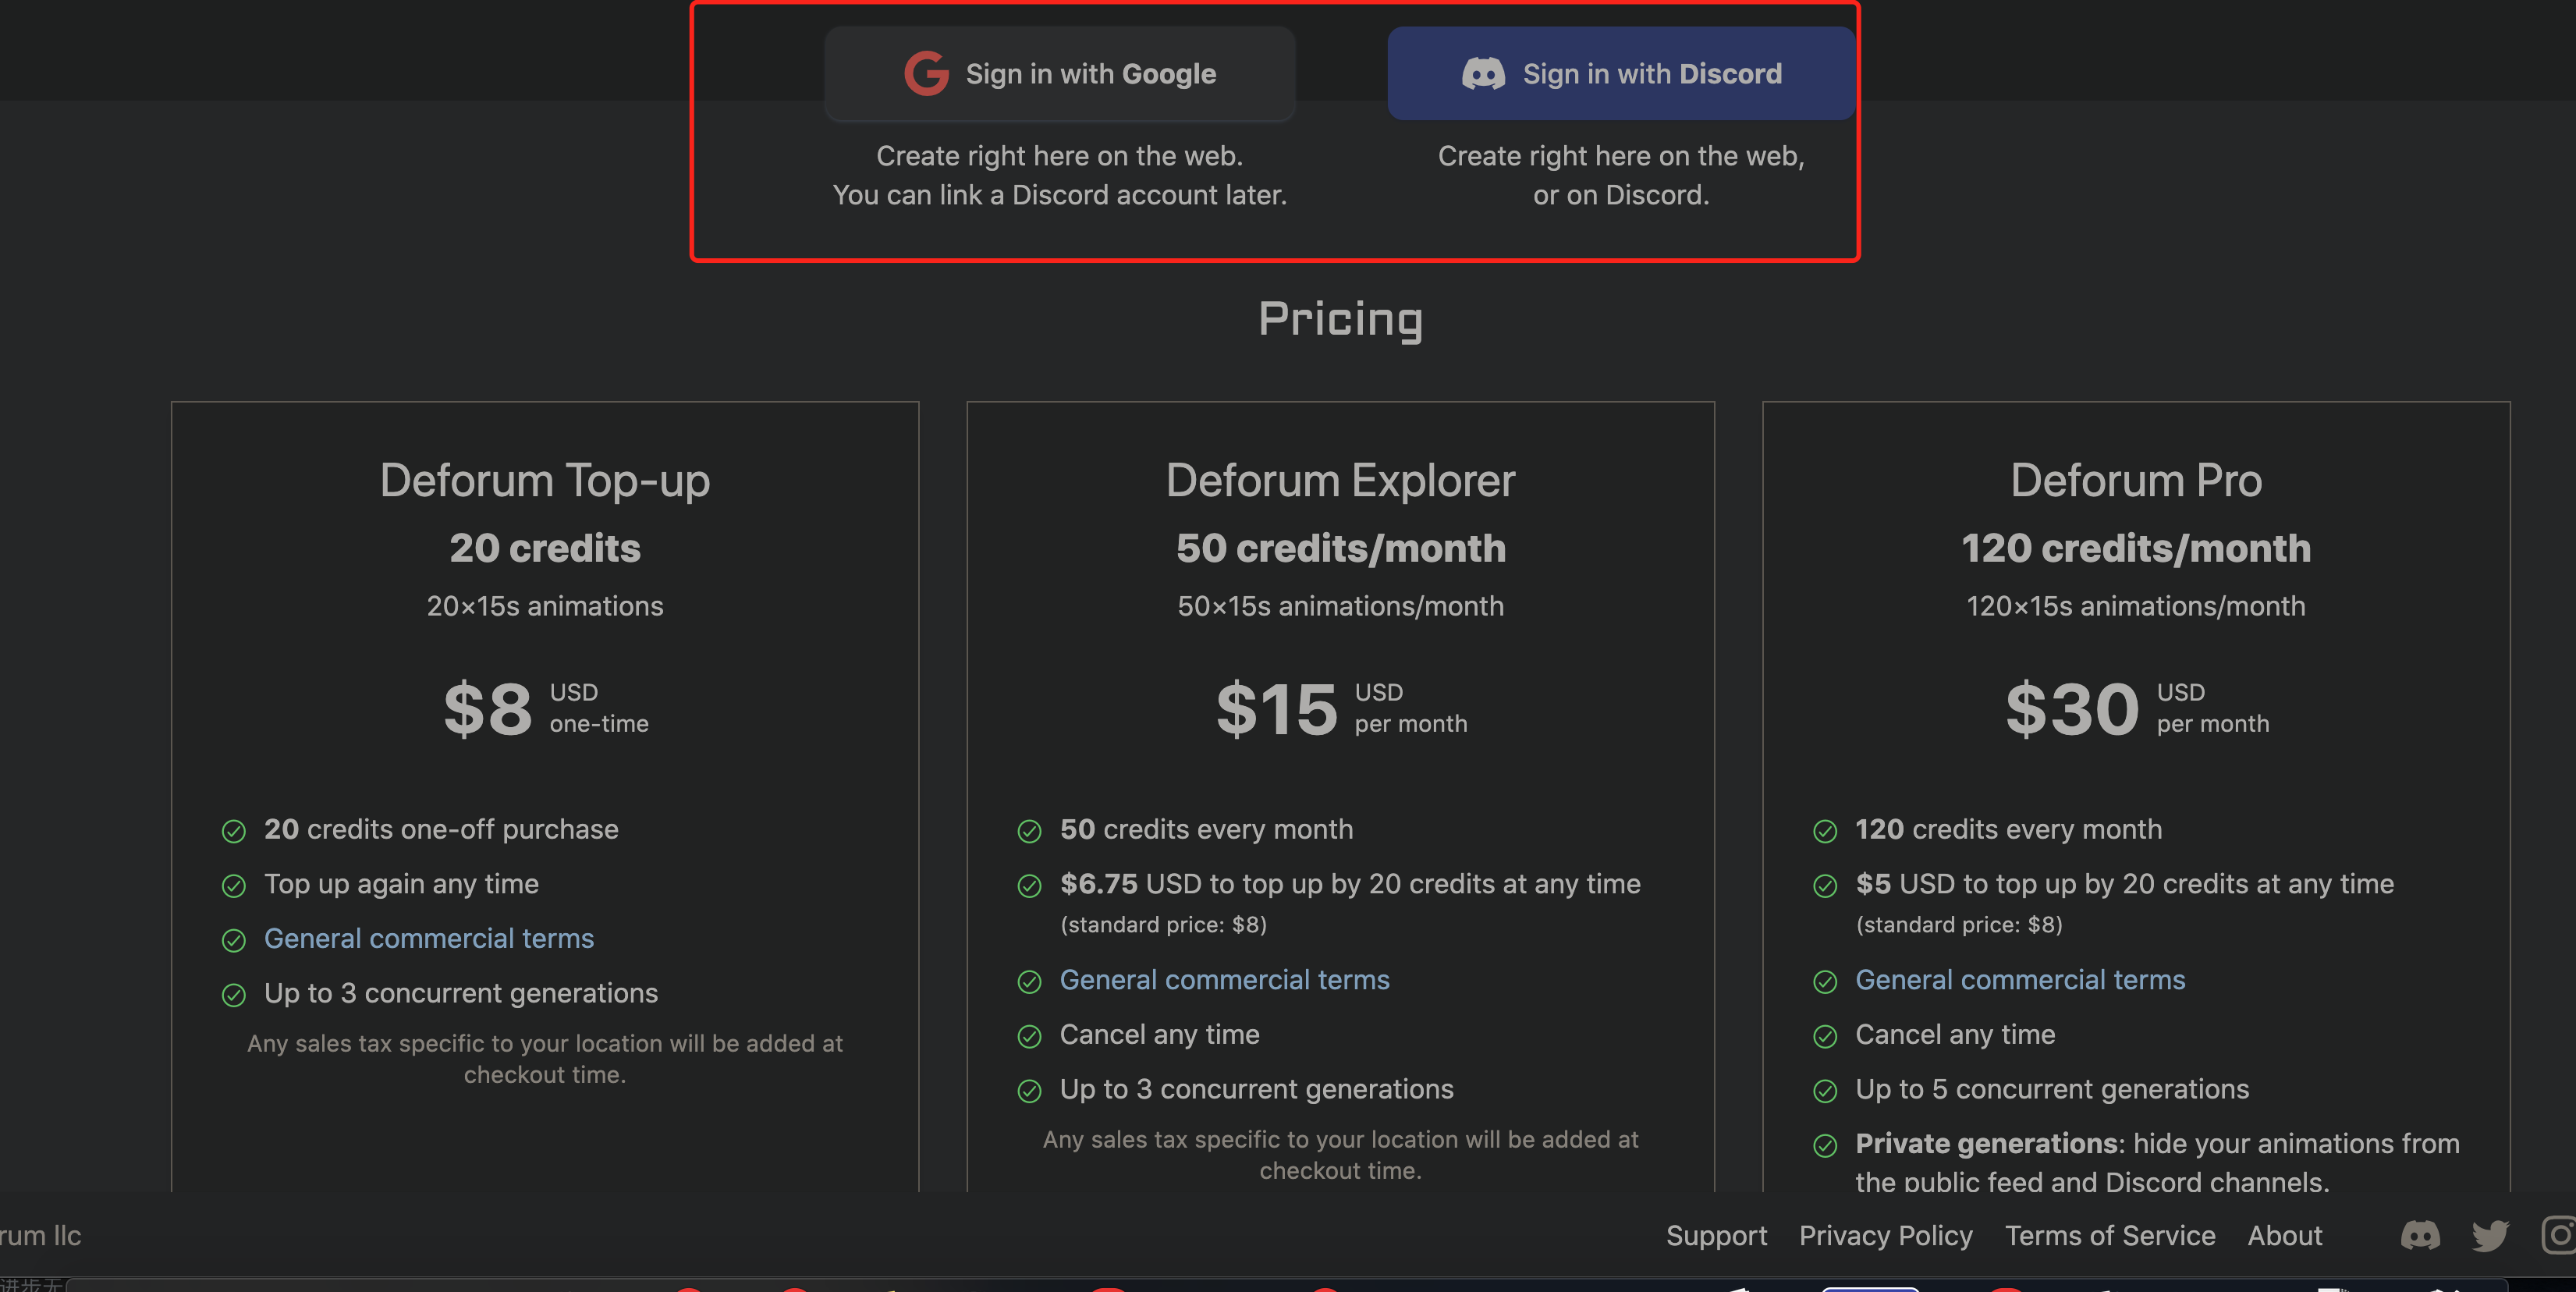 Sign in with Google
Create right here on the web.
You can link a Discord account later.
Sign in with Discord
Create right here on the web,
or on Discord.
Pricing
Deforum Top-up
20 credits
20×15s animations
$8 USD
one-time
20 credits one-off purchase
Top up again any time
General commercial terms
Up to 3 concurrent generations
Any sales tax specific to your location will be added at
checkout time.
Deforum Explorer
50 credits/month
50×15s animations/month
$15 USD
per month
50 credits every month
$6.75 USD to top up by 20 credits at any time
(standard price: $8)
General commercial terms
Cancel any time
Up to 3 concurrent generations
Any sales tax specific to your location will be added at
checkout time.
Deforum Pro
120 credits/month
120×15s animations/month
$30 USD
per month
120 credits every month
$5 USD to top up by 20 credits at any time
(standard price: $8)
General commercial terms
Cancel any time
Up to 5 concurrent generations
Private generations: hide your animations from
the public feed and Discord channels.
rum llc
Support Privacy Policy Terms of Service About